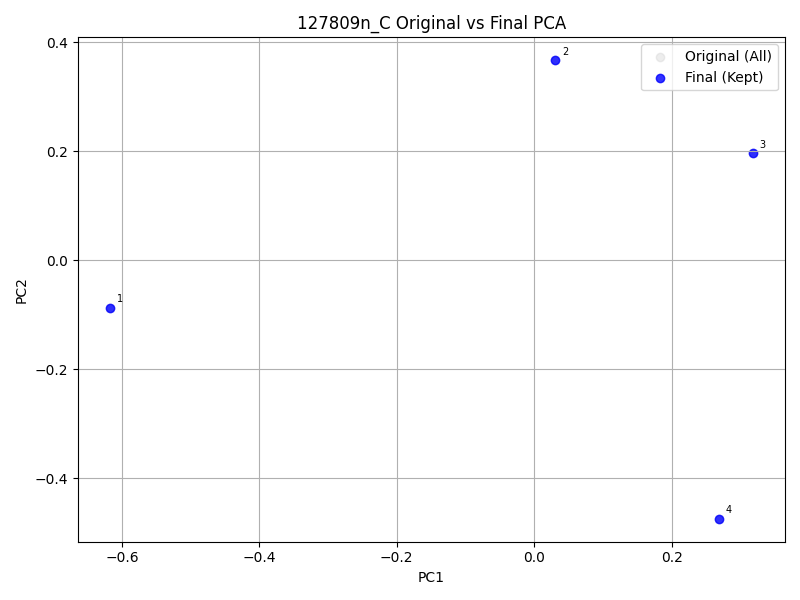 127809n_C Original vs Final PCA
Original (All)
Final (Kept)
2
3
1
4
0.4
0.2
0.0
−0.2
−0.4
PC2
−0.6
−0.4
−0.2
0.0
0.2
PC1